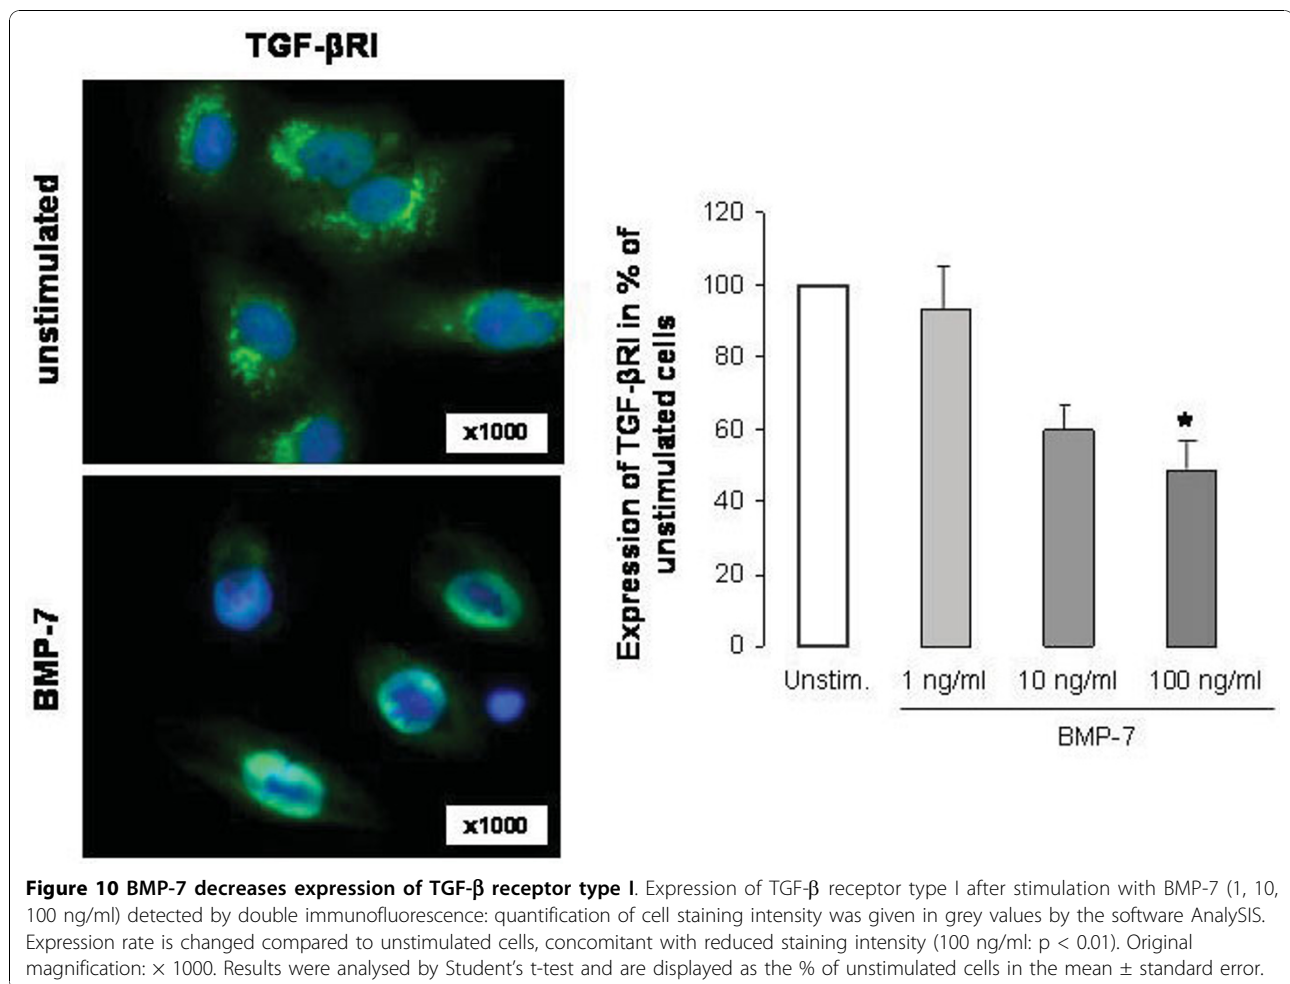 TGF-βRI
unstimulated
x1000
BMP-7
x1000
Expression of TGF-βRI in % of
unstimulated cells
120
100
80
60
40
20
0
*
Unstim.
1 ng/ml
10 ng/ml
100 ng/ml
BMP-7
Figure 10 BMP-7 decreases expression of TGF-β receptor type I. Expression of TGF-β receptor type I after stimulation with BMP-7 (1, 10,
100 ng/ml) detected by double immunofluorescence: quantification of cell staining intensity was given in grey values by the software AnalySIS.
Expression rate is changed compared to unstimulated cells, concomitant with reduced staining intensity (100 ng/ml: p < 0.01). Original
magnification: × 1000. Results were analysed by Student's t-test and are displayed as the % of unstimulated cells in the mean ± standard error.